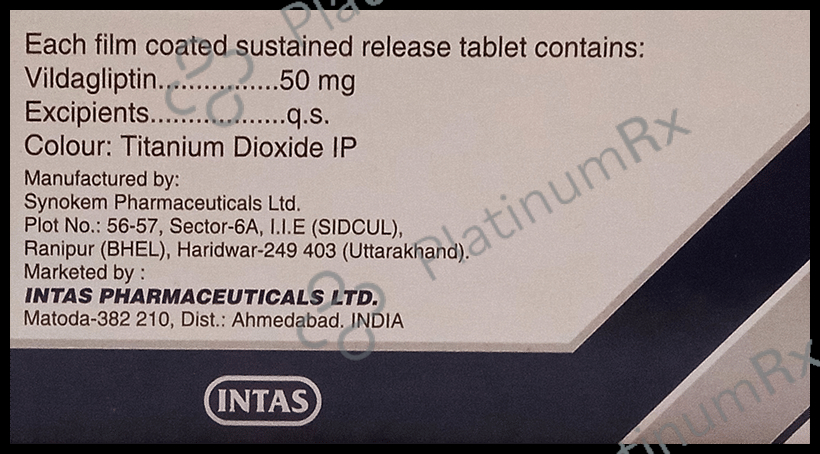 Each film coated sustained release tablet contains:
Vildagliptin................50 mg
Excipients..................q.s.
Colour: Titanium Dioxide IP
Manufactured by:
Synokem Pharmaceuticals Ltd.
Plot No.: 56-57, Sector-6A, I.I.E (SIDCUL),
Ranipur (BHEL), Haridwar-249 403 (Uttarakhand).
Marketed by :
INTAS PHARMACEUTICALS LTD.
Matoda-382 210, Dist.: Ahmedabad. INDIA
INTAS
PlatinumRx